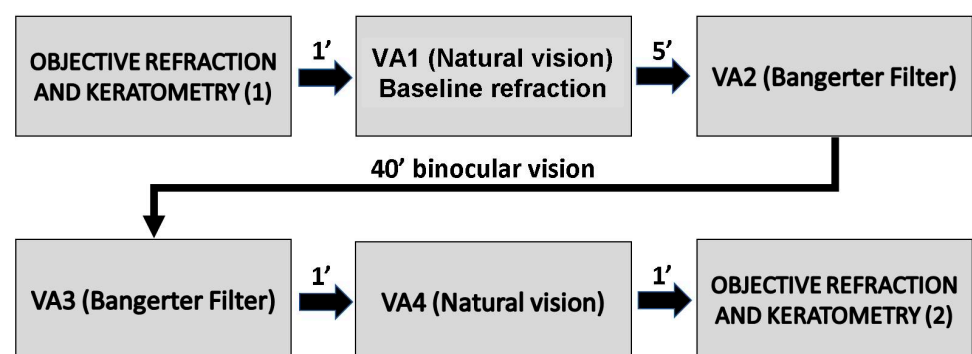 1’
5’
OBJECTIVE REFRACTION
AND KERATOMETRY (1)
VA1 (Natural vision)
Baseline refraction
VA2 (Bangerter Filter)
40’ binocular vision
1’
1’
VA3 (Bangerter Filter)
VA4 (Natural vision)
OBJECTIVE REFRACTION
AND KERATOMETRY (2)